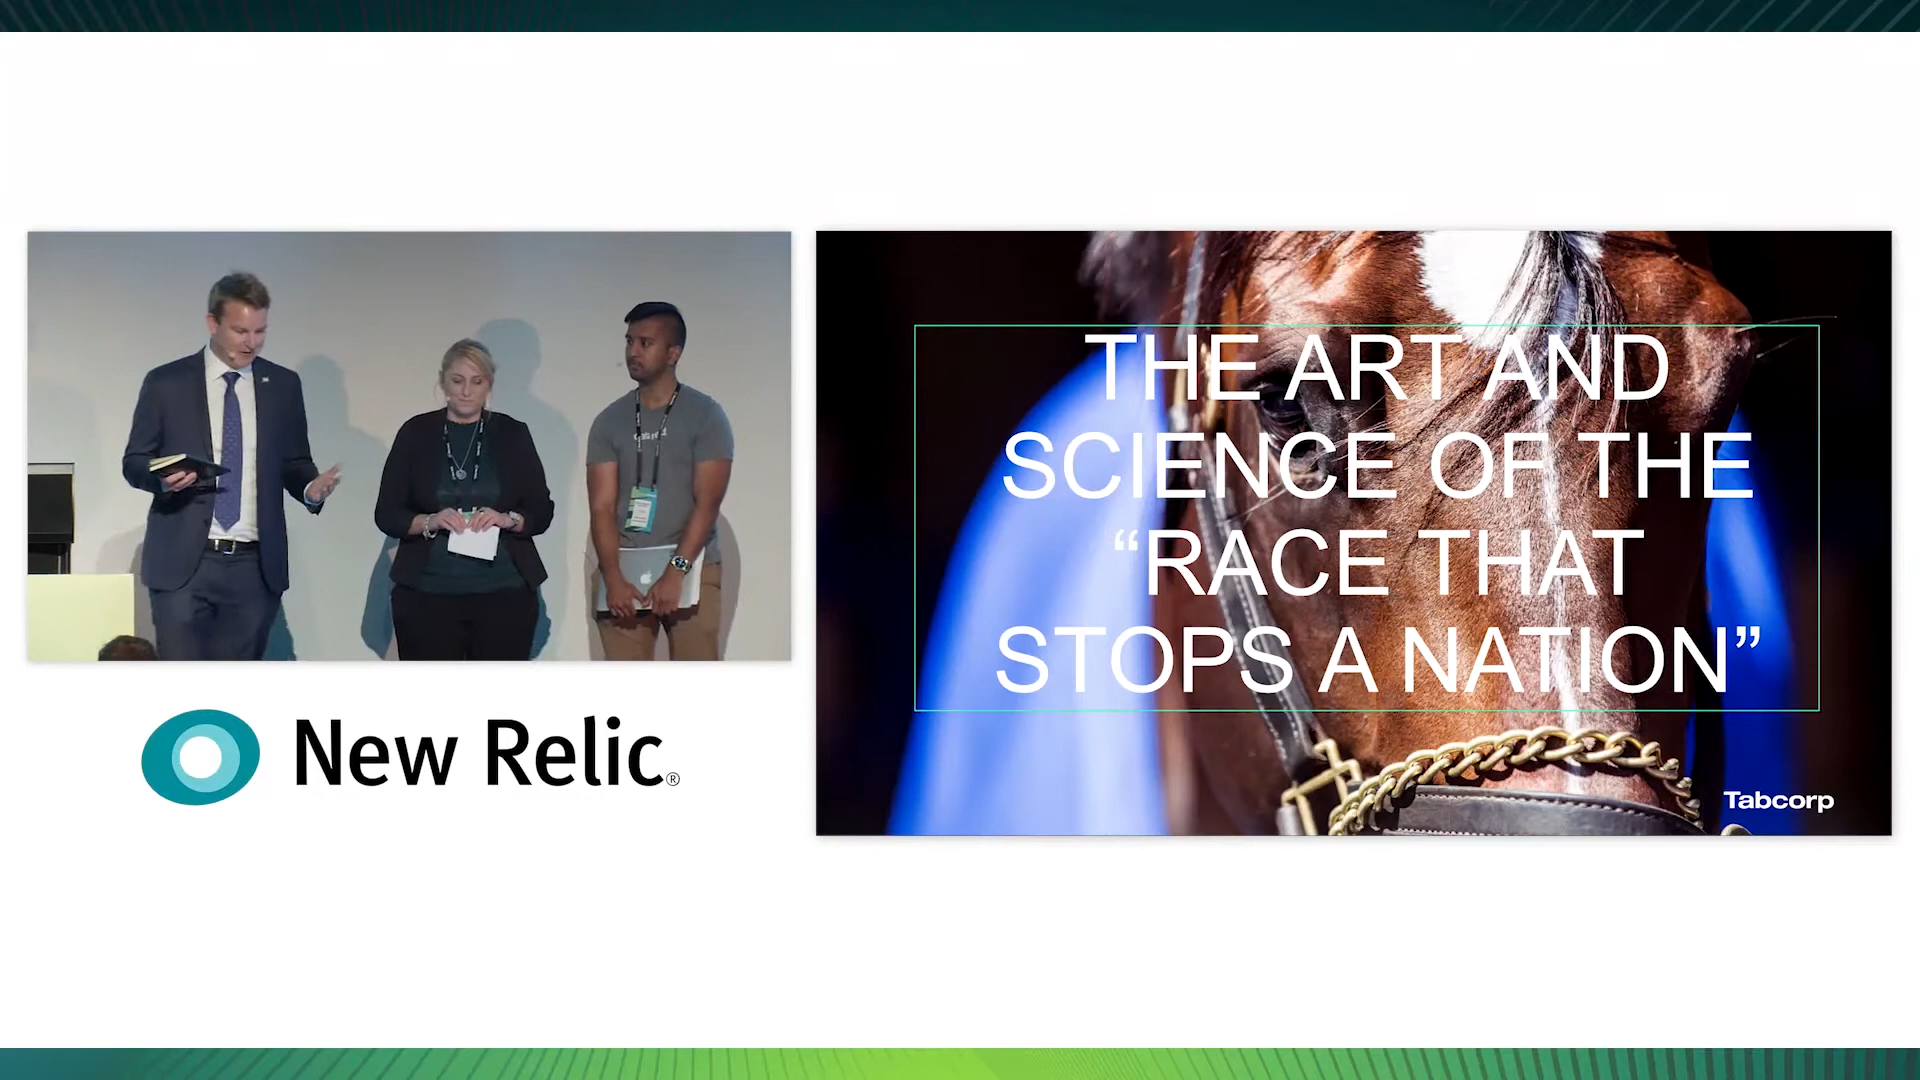 THE ART AND
SCIENCE OF THE
“RACE THAT
STOPS A NATION”
Tabcorp
New Relic®